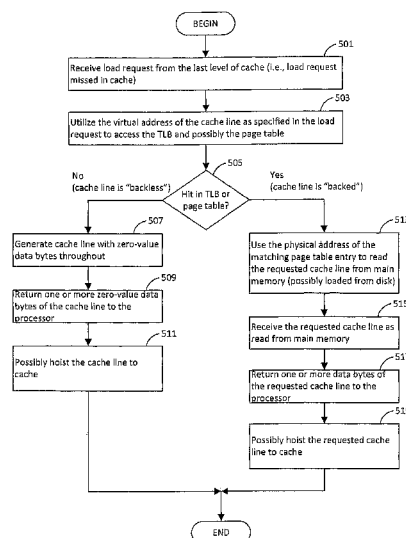 BEGIN
501
Receive load request from the last level of cache (i.e., load request
missed in cache)
503
Utilize the virtual address of the cache line as specified in the load
request to access the TLB and possibly the page table
505
No
(cache line is "backless")
Hit in TLB or
page table?
Yes
(cache line is "backed")
507
Generate cache line with zero-value
data bytes throughout
509
Return one or more zero-value data
bytes of the cache line to the
processor
511
Possibly hoist the cache line to
cache
Use the physical address of the
matching page table entry to read
the requested cache line from main
memory (possibly loaded from disk)
Receive the requested cache line as
read from main memory
Return one or more data bytes of
the requested cache line to the
processor
Possibly hoist the requested cache
line to cache
END